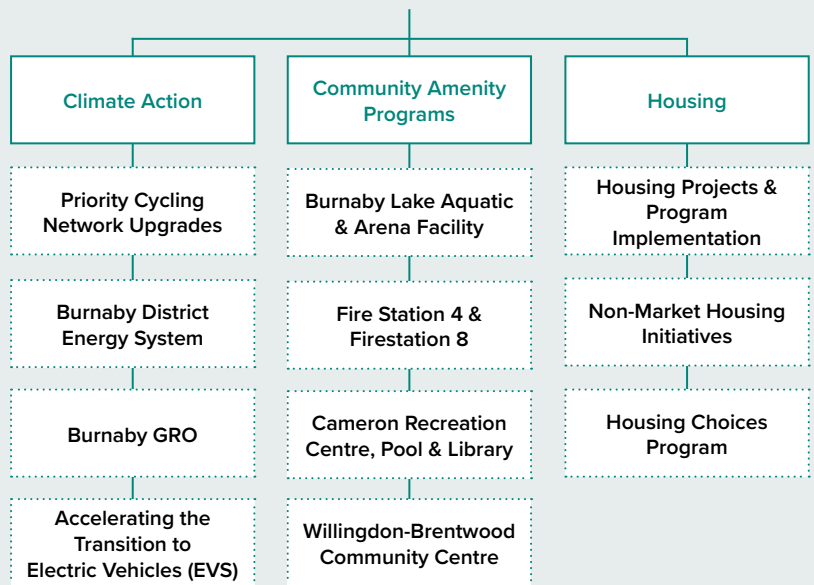 Climate Action
Priority Cycling
Network Upgrades
Burnaby District
Energy System
Burnaby GRO
Accelerating the
Transition to
Electric Vehicles (EVS)
Community Amenity
Programs
Burnaby Lake Aquatic
& Arena Facility
Fire Station 4 &
Firestation 8
Cameron Recreation
Centre, Pool & Library
Willingdon-Brentwood
Community Centre
Housing
Housing Projects &
Program
Implementation
Non-Market Housing
Initiatives
Housing Choices
Program